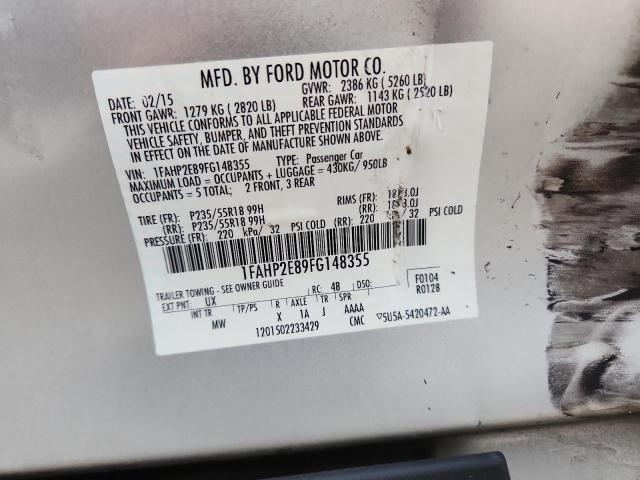 MFD. BY FORD MOTOR CO.
DATE: 02/15 GVWR: 2386 KG ( 5260 LB)
FRONT GAWR: 1279 KG ( 2820 LB) REAR GAWR: 1143 KG ( 2520 LB)
THIS VEHICLE CONFORMS TO ALL APPLICABLE FEDERAL MOTOR
VEHICLE SAFETY, BUMPER, AND THEFT PREVENTION STANDARDS
IN EFFECT ON THE DATE OF MANUFACTURE SHOWN ABOVE.
VIN: 1FAHP2E89FG148355 TYPE: Passenger Car
MAXIMUM LOAD = OCCUPANTS + LUGGAGE = 430KG/ 950LB
OCCUPANTS = 5 TOTAL; 2 FRONT, 3 REAR
TIRE (FR): P235/55R18 99H RIMS (FR):
(RR): P235/55R18 99H (RR):
PRESSURE (FR): 220 kPa/ 32 PSI COLD (RR): 220 32 PSI COLD
1FAHP2E89FG148355
TRAILER TOWING - SEE OWNER GUIDE
EXT PNT: UX RC: 48 DSO: F0104
INT TR TP/PS R AXLE TR SPR R0128
MW X 1A J AAAA
1201502233429 CMC 5U5A-5420472-AA